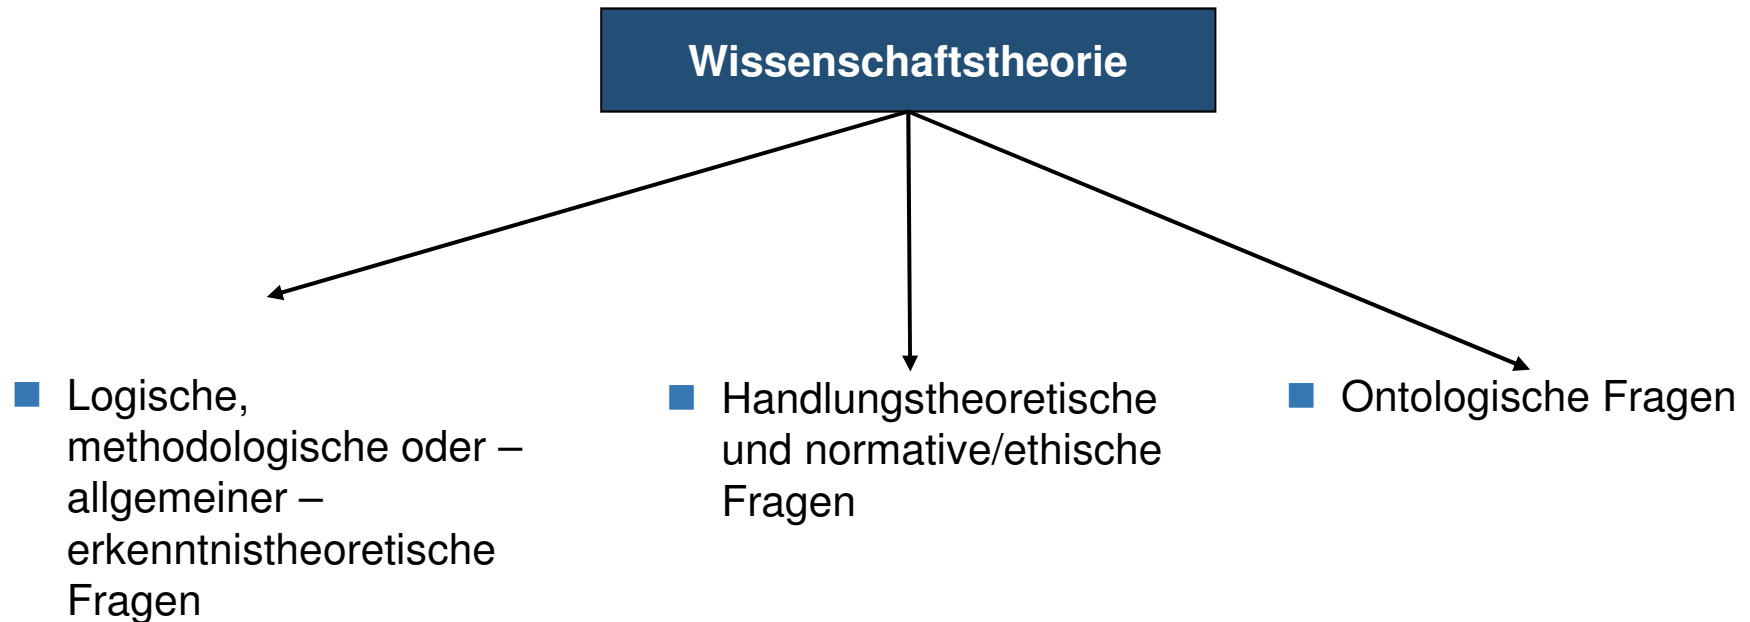 Wissenschaftstheorie
Logische,
methodologische oder –
allgemeiner –
erkenntnistheoretische
Fragen
Handlungstheoretische
und normative/ethische
Fragen
Ontologische Fragen